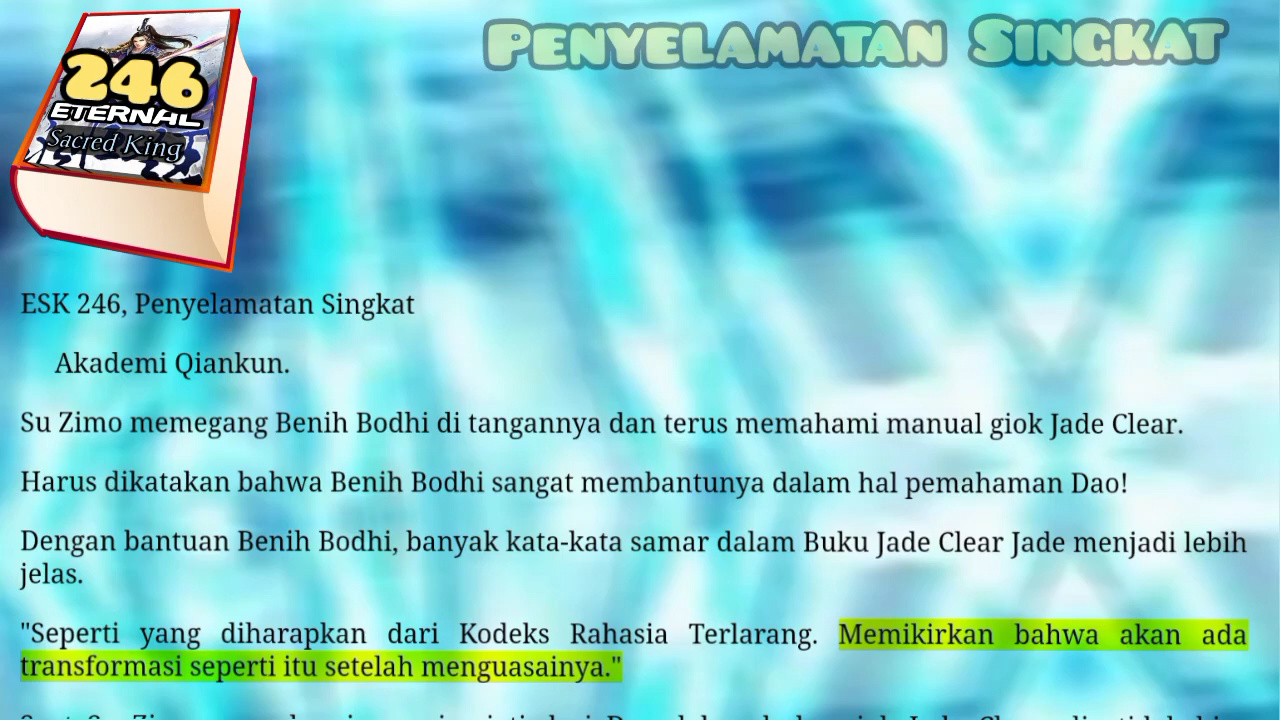 PENYELAMATAN SINGKAT
246
ETERNAL
Sacred King
ESK 246, Penyelamatan Singkat
Akademi Qiankun.
Su Zimo memegang Benih Bodhi di tangannya dan terus memahami manual giok Jade Clear.
Harus dikatakan bahwa Benih Bodhi sangat membantunya dalam hal pemahaman Dao!
Dengan bantuan Benih Bodhi, banyak kata-kata samar dalam Buku Jade Clear Jade menjadi lebih
jelas.
"Seperti yang diharapkan dari Kodeks Rahasia Terlarang. Memikirkan bahwa akan ada
transformasi seperti itu setelah menguasainya."